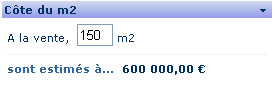 Côte du m2
A la vente, 150 m2
sont estimés à... 600 000,00 €